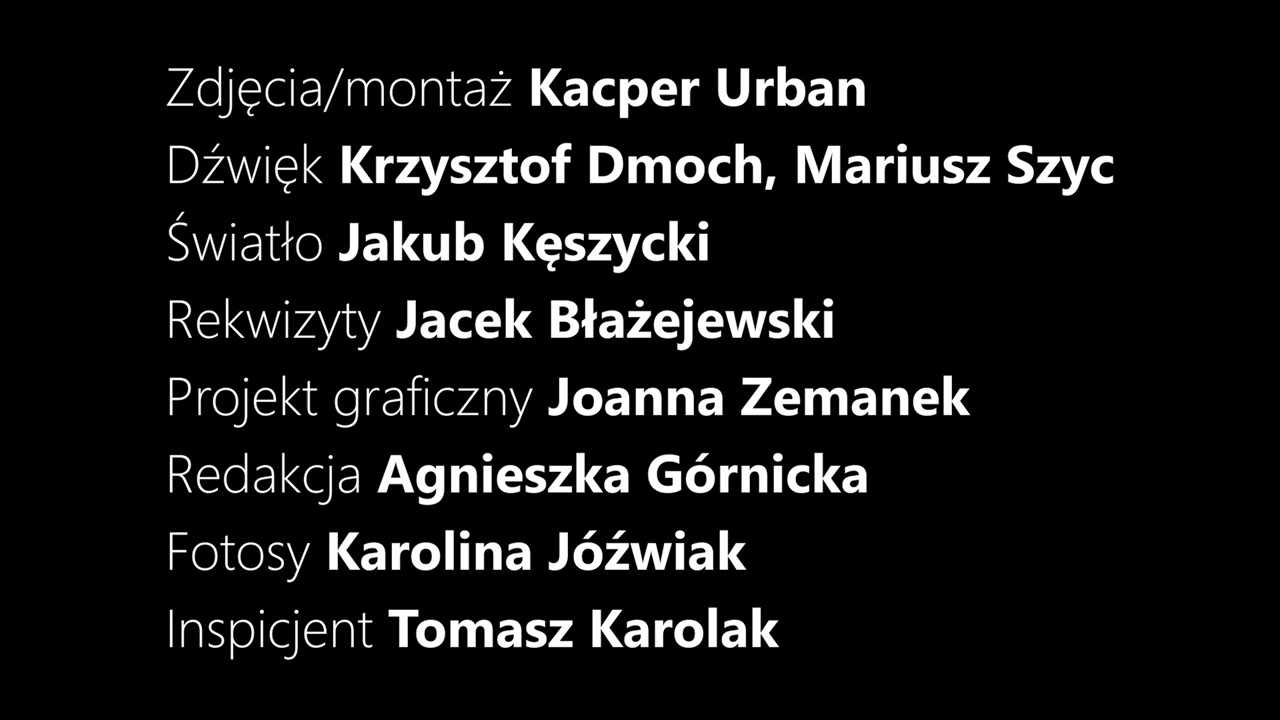 Zdjęcia/montaż Kacper Urban
Dźwięk Krzysztof Dmoch, Mariusz Szyc
Światło Jakub Kęszycki
Rekwizyty Jacek Błażejewski
Projekt graficzny Joanna Zemanek
Redakcja Agnieszka Górnicka
Fotosy Karolina Jóźwiak
Inspicjent Tomasz Karolak